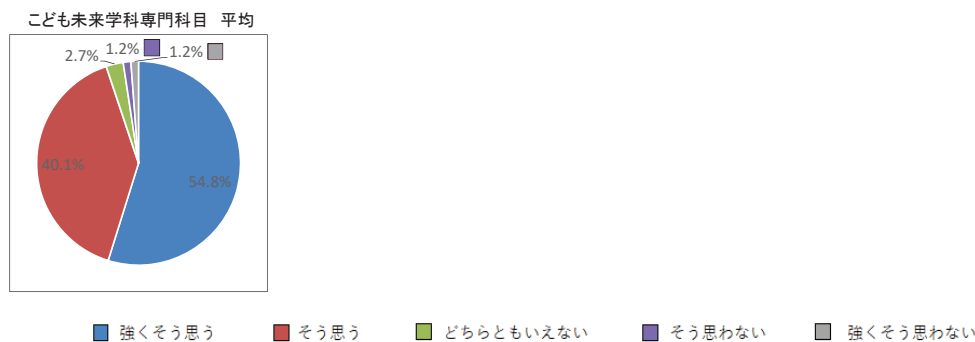 こども未来学科専門科目　平均
2.7% 1.2% 1.2%
40.1%
54.8%
強くそう思う そう思う どちらともいえない そう思わない 強くそう思わない